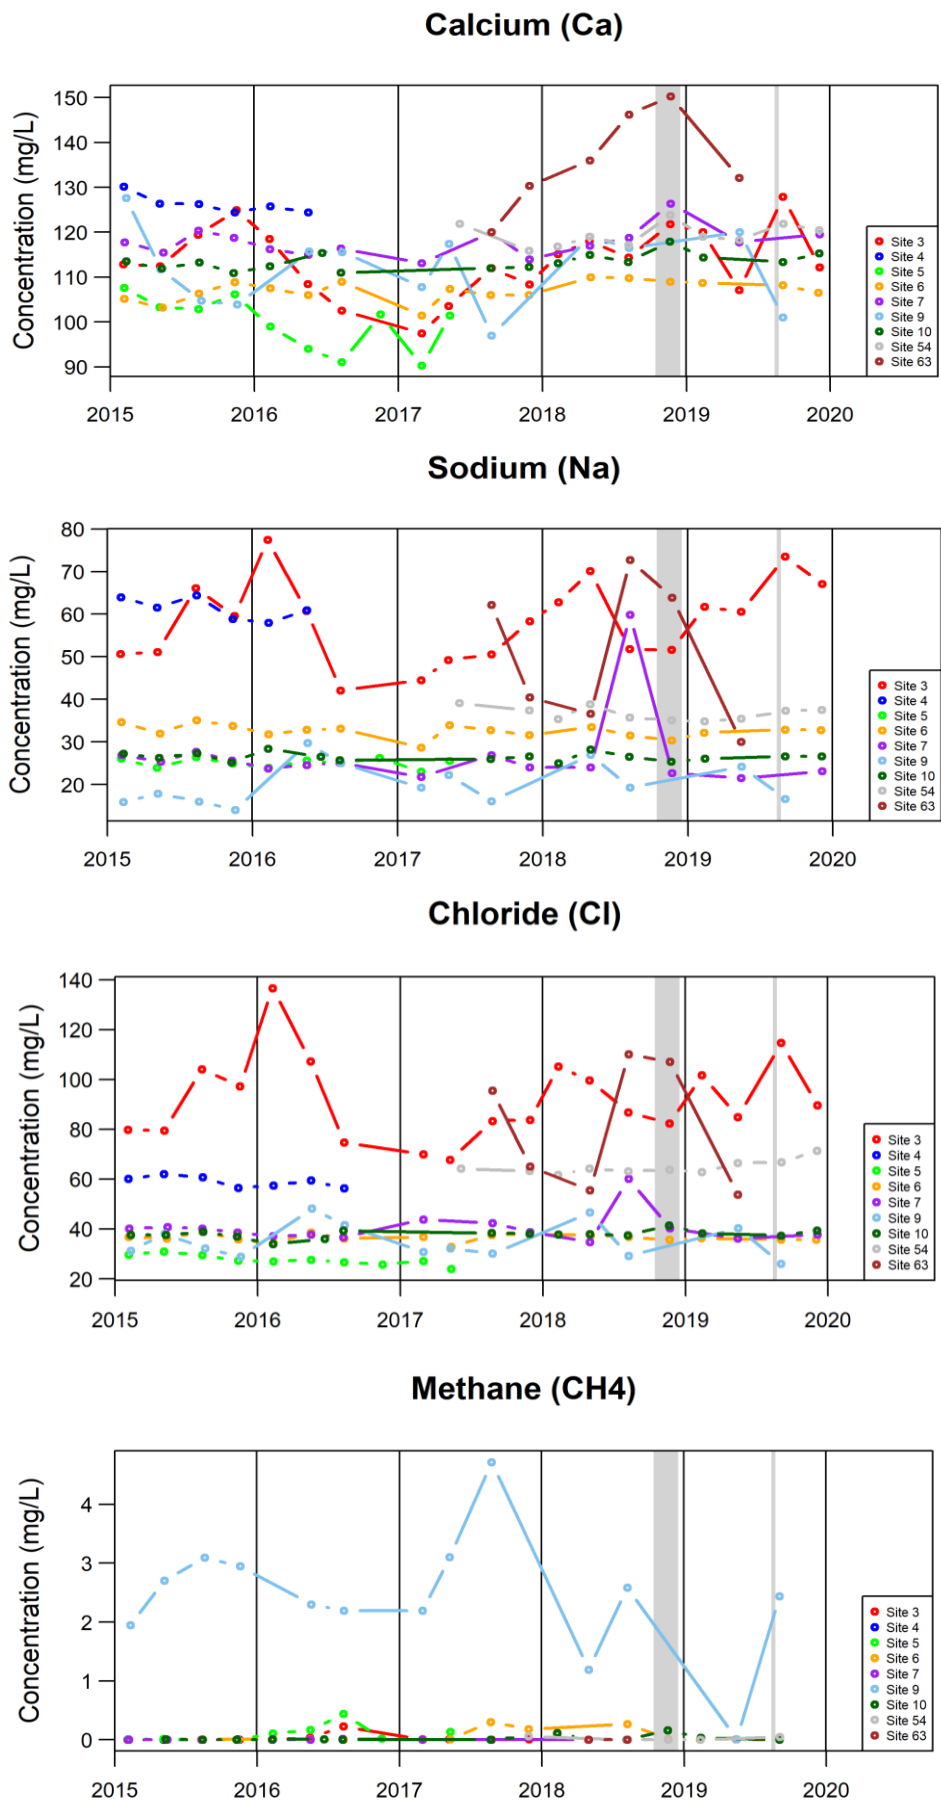 Calcium (Ca)
Concentration (mg/L)
150
140
130
120
110
100
90
Site 3
Site 4
Site 5
Site 6
Site 7
Site 9
Site 10
Site 54
Site 63
2015 2016 2017 2018 2019 2020
Sodium (Na)
Concentration (mg/L)
80
70
60
50
40
30
20
Site 3
Site 4
Site 5
Site 6
Site 7
Site 9
Site 10
Site 54
Site 63
2015 2016 2017 2018 2019 2020
Chloride (Cl)
Concentration (mg/L)
140
120
100
80
60
40
20
Site 3
Site 4
Site 5
Site 6
Site 7
Site 9
Site 10
Site 54
Site 63
2015 2016 2017 2018 2019 2020
Methane (CH4)
Concentration (mg/L)
4
3
2
1
0
Site 3
Site 4
Site 5
Site 6
Site 7
Site 9
Site 10
Site 54
Site 63
2015 2016 2017 2018 2019 2020